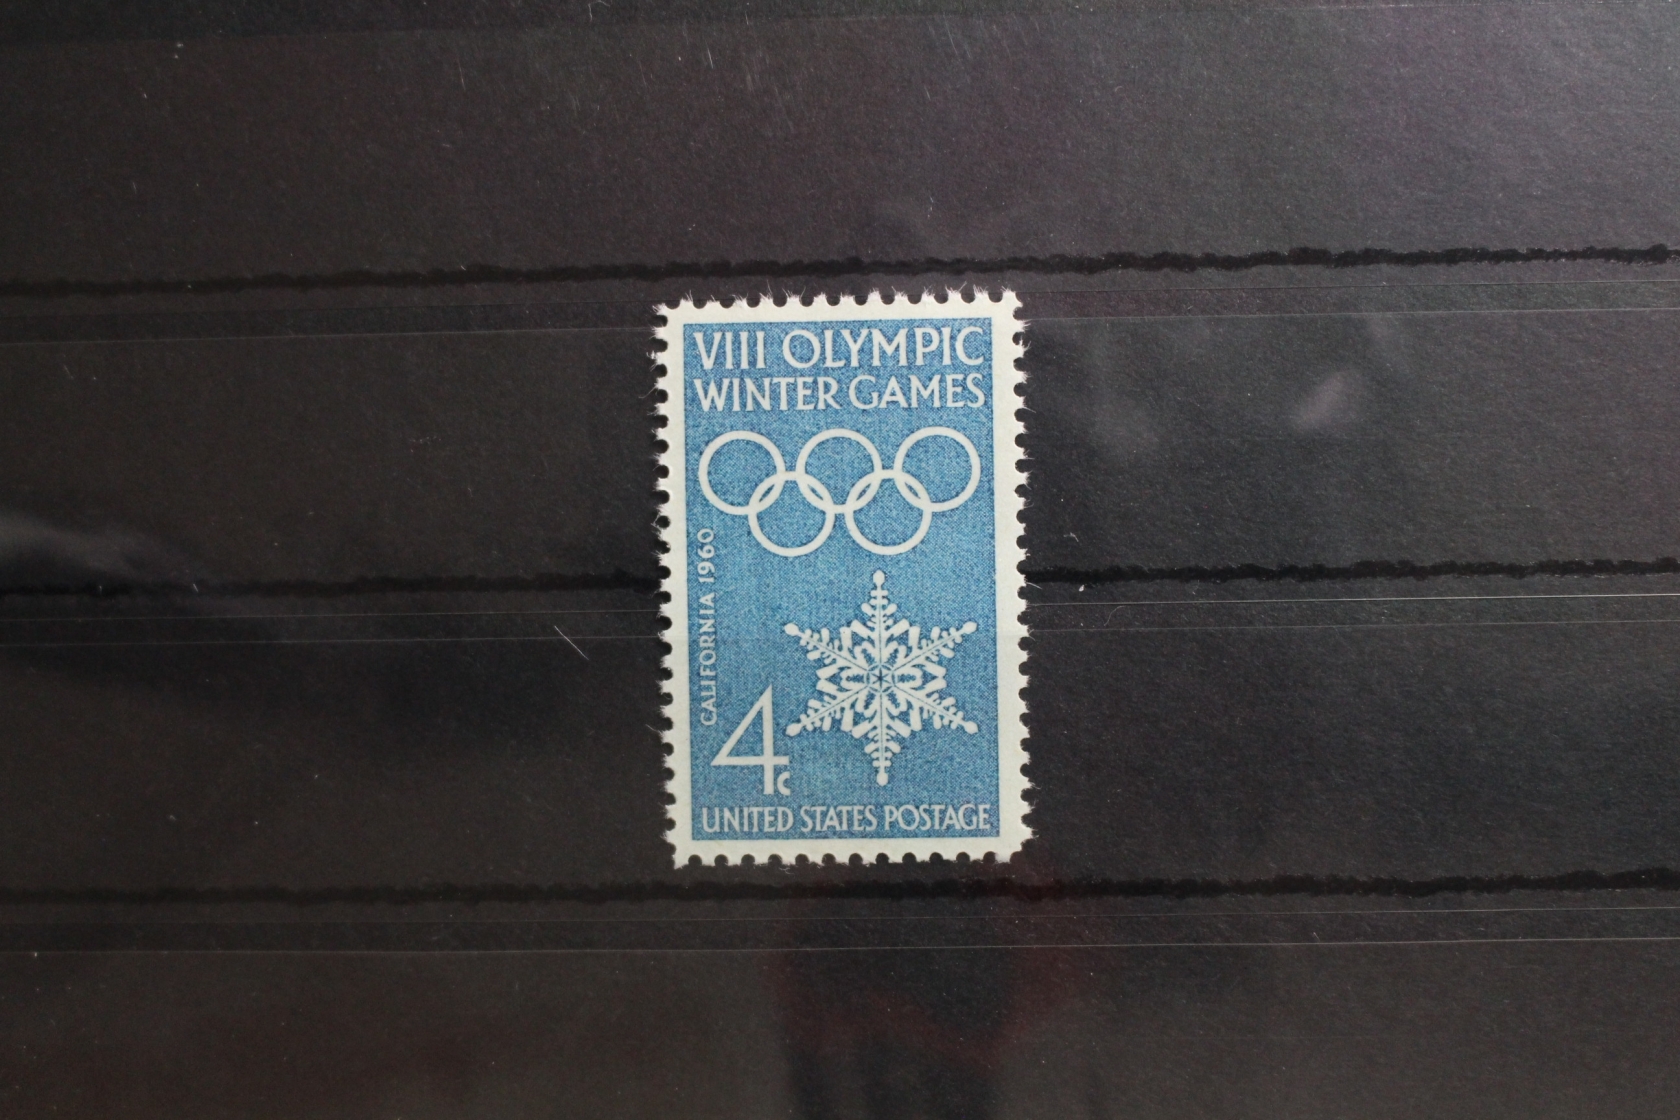 VIII OLYMPIC
WINTER GAMES
CALIFORNIA 1960
4c
UNITED STATES POSTAGE